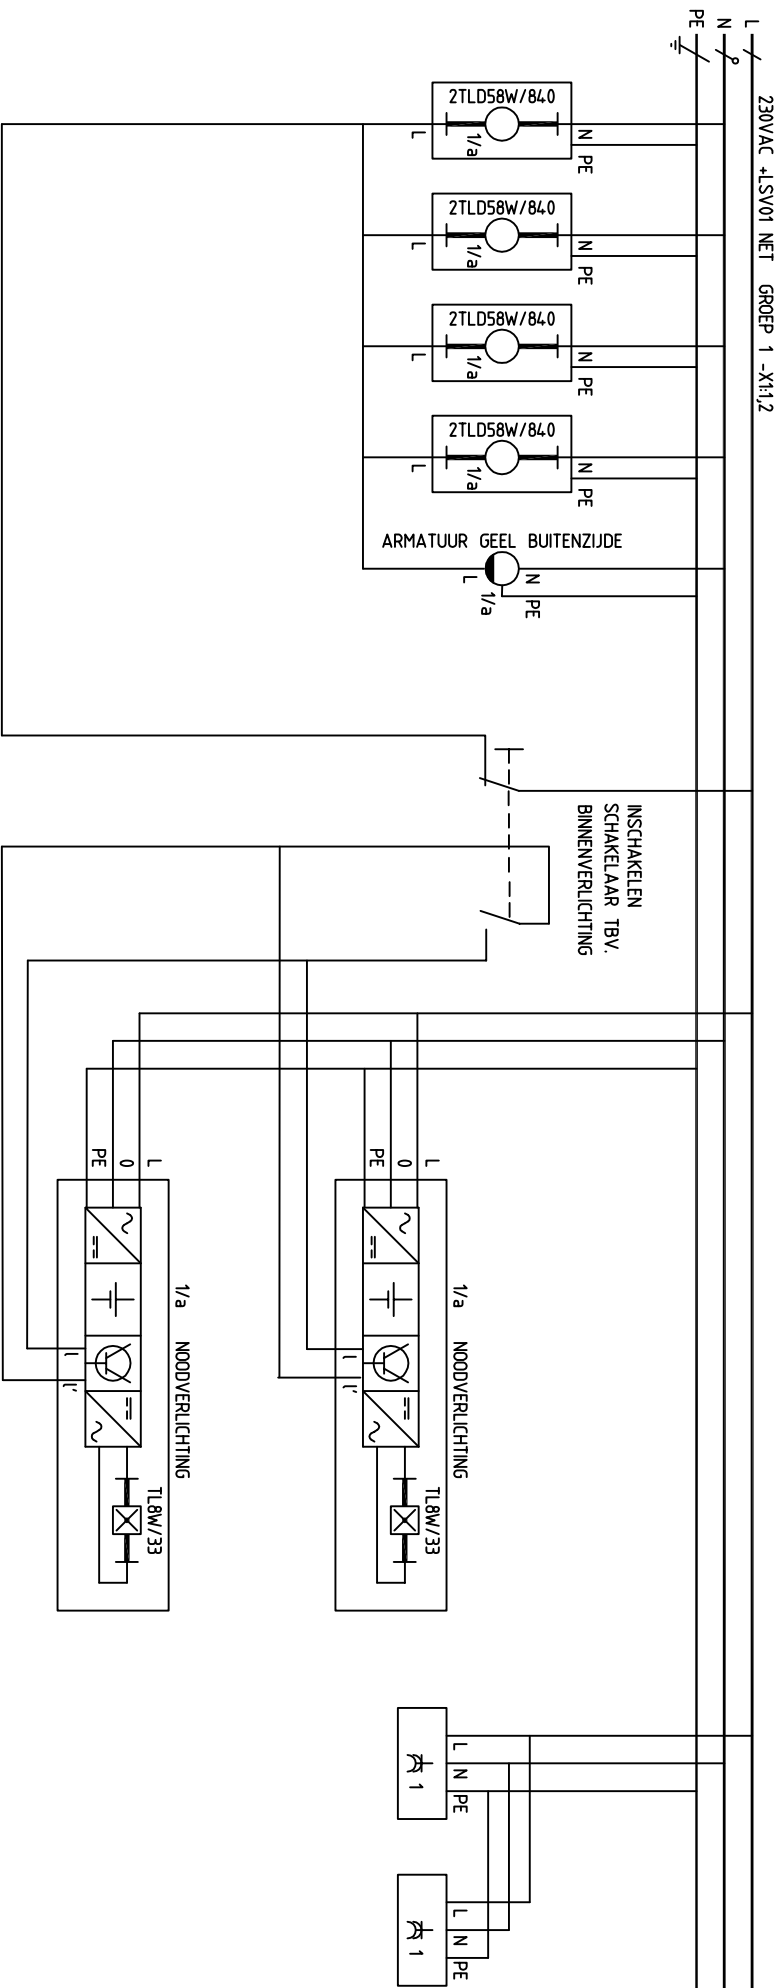 L
N
PE
230VAC +LSV01 NET GROEP 1 -X1:1,2
2TLD58W/840
N
PE
L
1/a
2TLD58W/840
N
PE
L
1/a
2TLD58W/840
N
PE
L
1/a
2TLD58W/840
N
PE
L
1/a
ARMATUUR GEEL BUITENZIJDE
N
PE
L
1/a
INSCHAKELEN
SCHAKELAAR TBV.
BINNENVERLICHTING
L
0
PE
1/a NOODVERLICHTING
l
l'
TL8W/33
L
0
PE
1/a NOODVERLICHTING
l
l'
TL8W/33
L
N
PE
1
L
N
PE
1